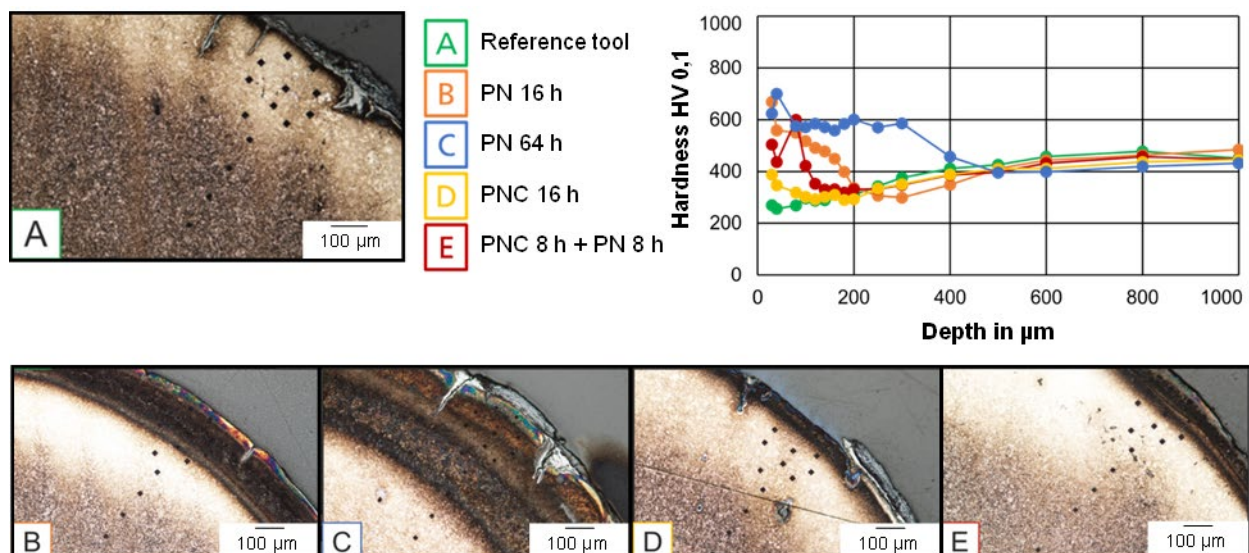 A
100 µm
A Reference tool
B PN 16 h
C PN 64 h
D PNC 16 h
E PNC 8 h + PN 8 h
Hardness HV 0,1
1000
800
600
400
200
0
0 200 400 600 800 1000
Depth in µm
B 100 µm
C 100 µm
D 100 µm
E 100 µm